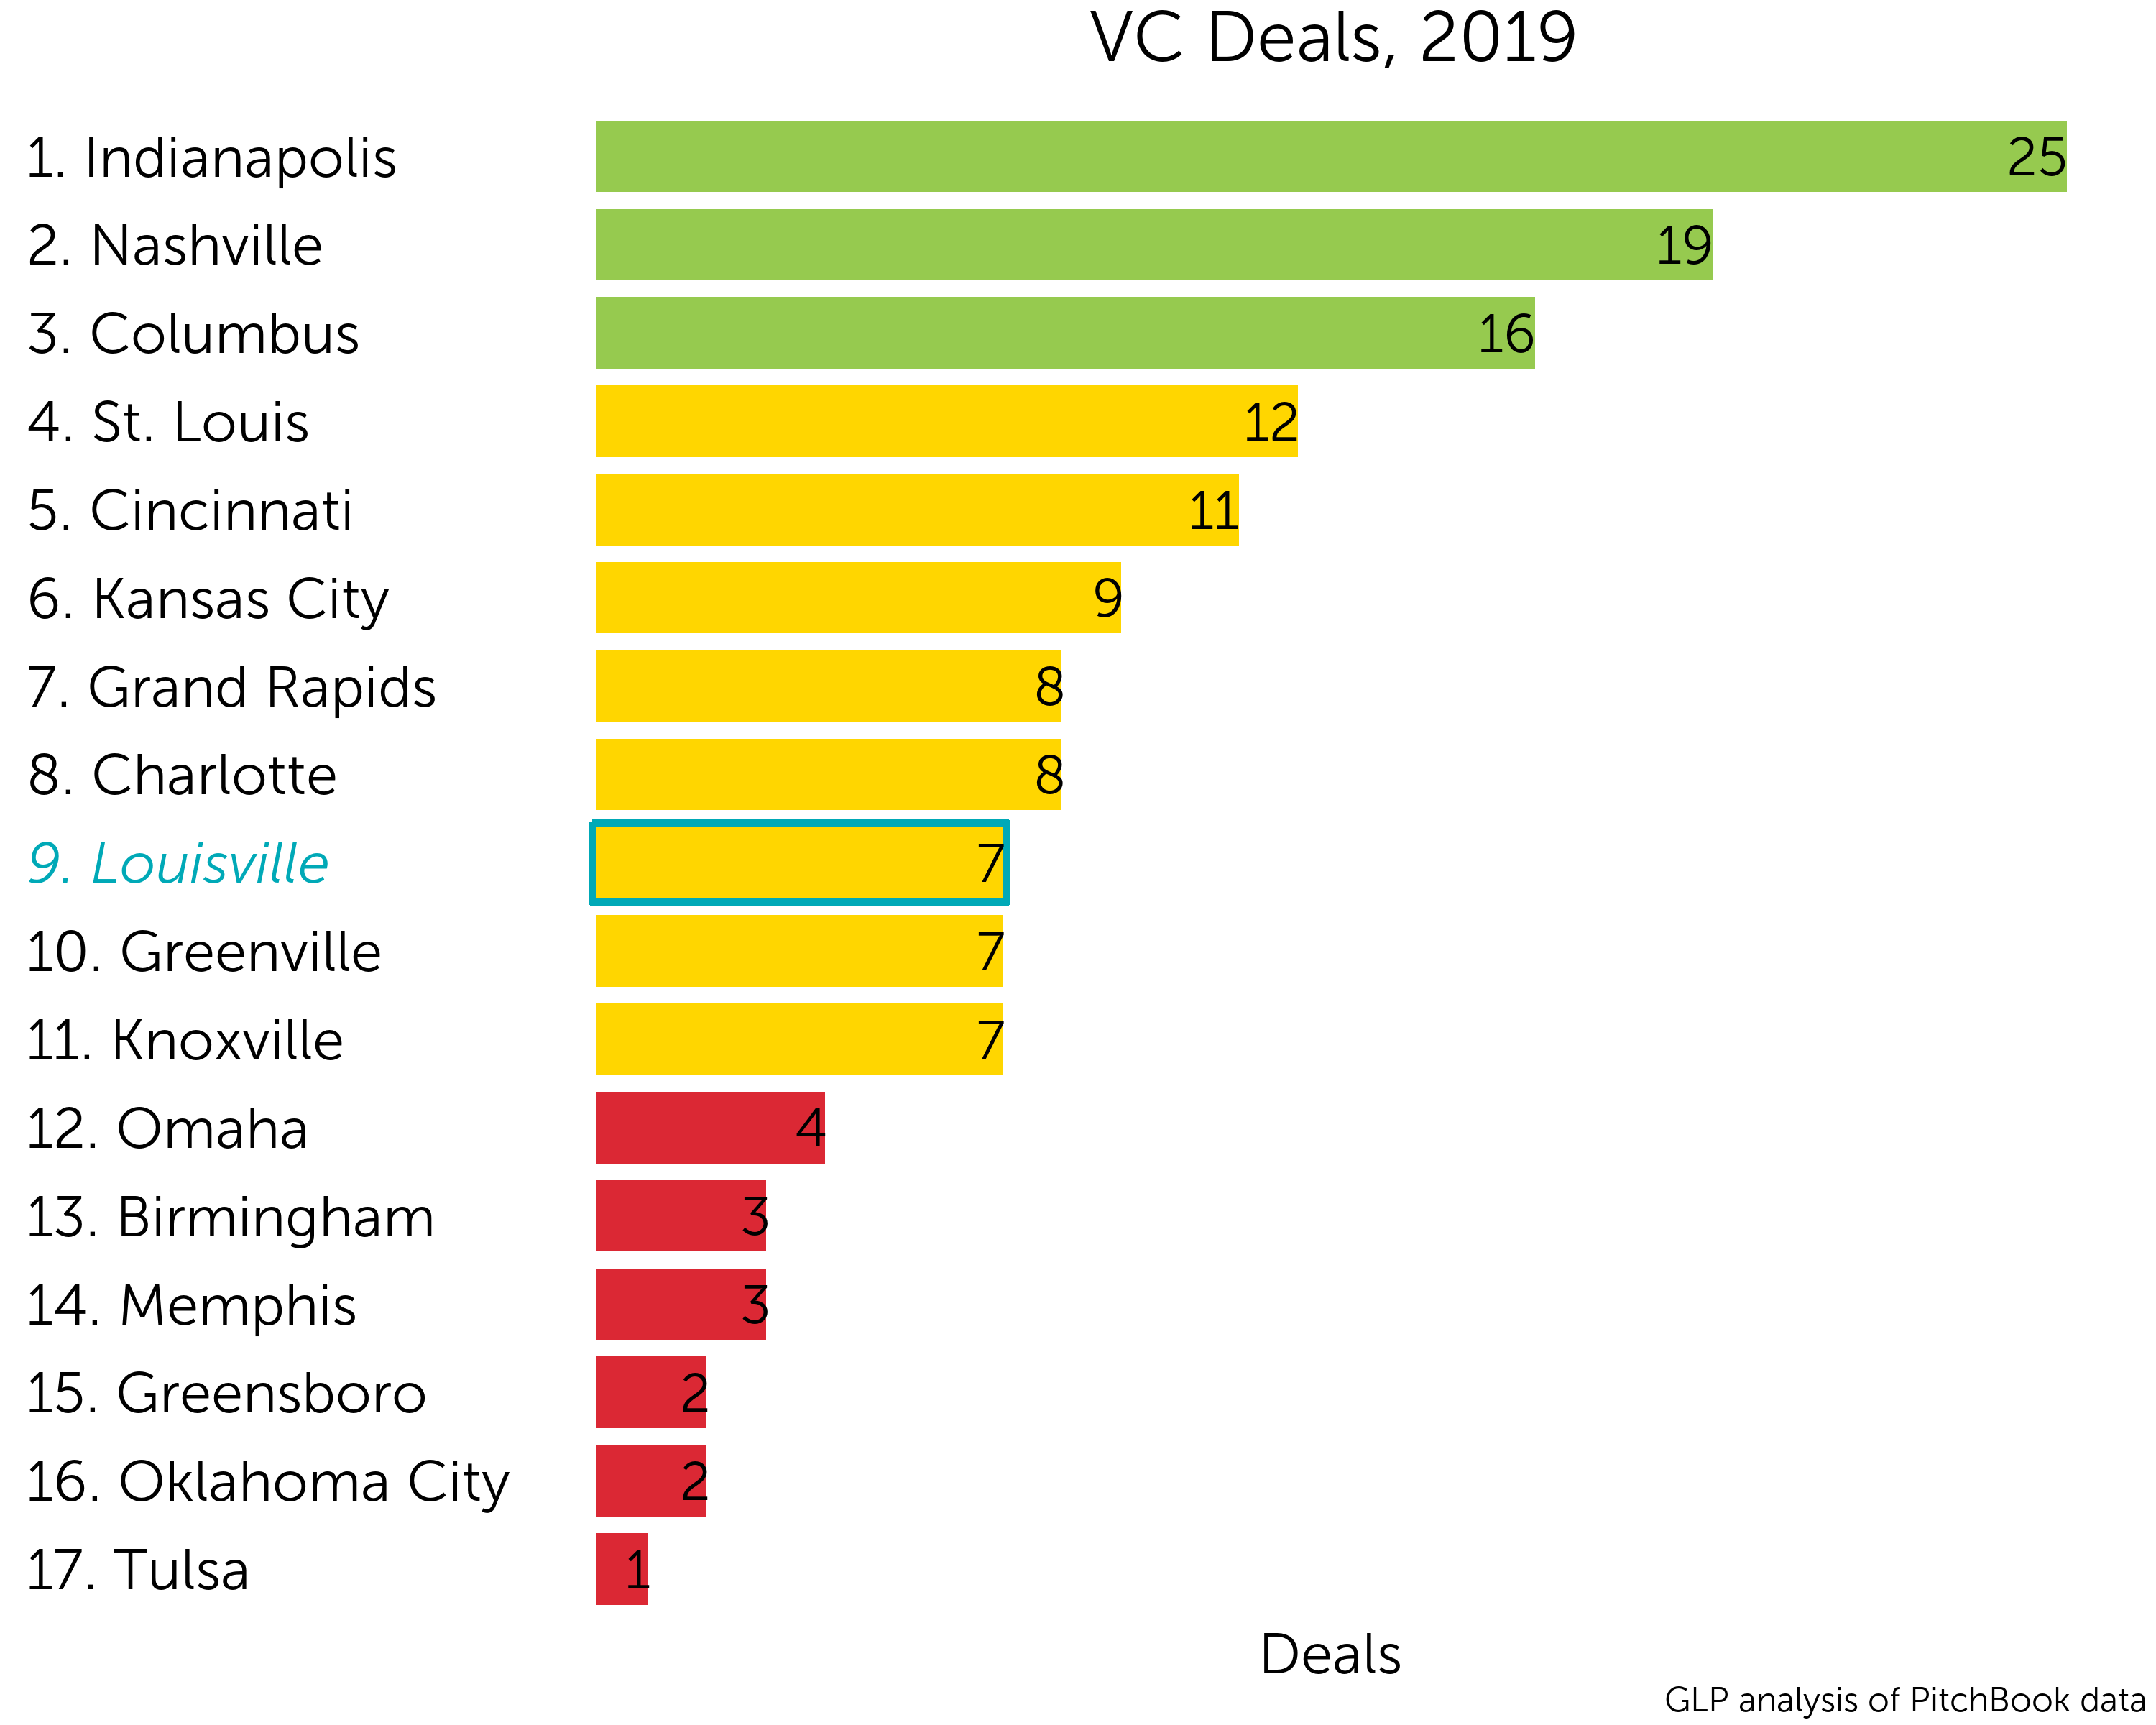 VC Deals, 2019
1. Indianapolis 25
2. Nashville 19
3. Columbus 16
4. St. Louis 12
5. Cincinnati 11
6. Kansas City 9
7. Grand Rapids 8
8. Charlotte 8
9. Louisville 7
10. Greenville 7
11. Knoxville 7
12. Omaha 4
13. Birmingham 3
14. Memphis 3
15. Greensboro 2
16. Oklahoma City 2
17. Tulsa 1
Deals
GLP analysis of PitchBook data